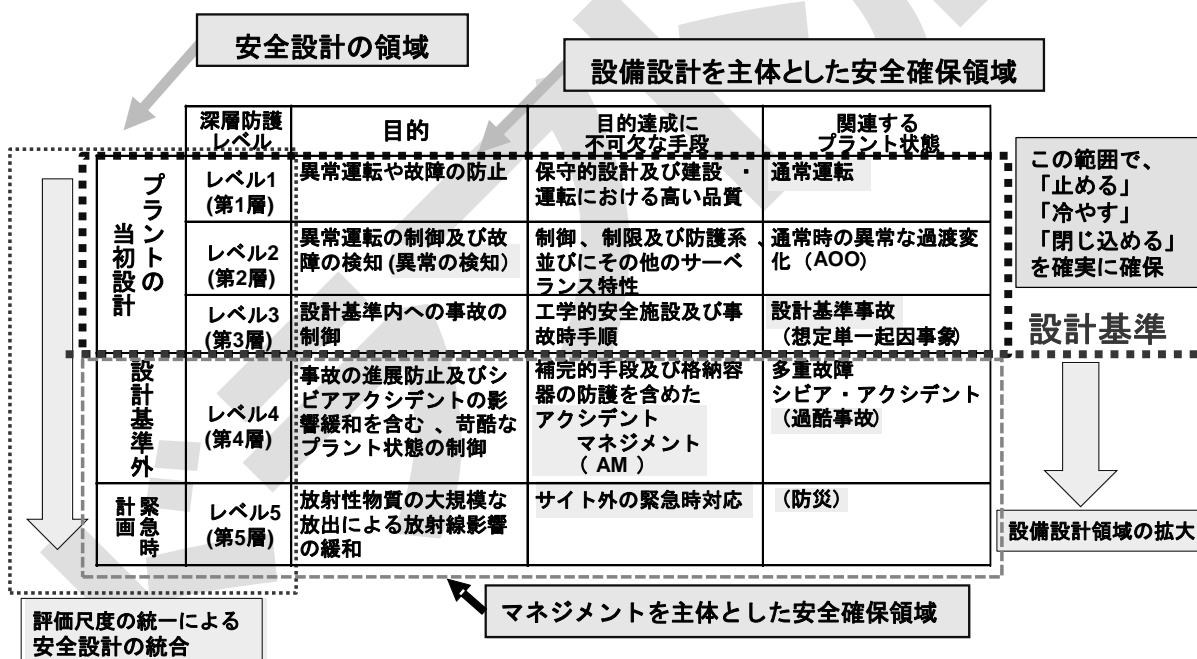 安全設計の領域
設備設計を主体とした安全確保領域
深層防護
レベル
目的
目的達成に
不可欠な手段
関連する
プラント状態
プラントの
当初設計
レベル1
(第1層)
異常運転や故障の防止
保守的設計及び建設・
運転における高い品質
通常運転
レベル2
(第2層)
異常運転の制御及び故
障の検知(異常の検知)
制御、制限及び防護系、
並びにその他のサーベ
ランス特性
通常時の異常な過渡変
化(AOO)
レベル3
(第3層)
設計基準内への事故の
制御
工学的安全施設及び事
故時手順
設計基準事故
(想定単一起因事象)
設計基準外
レベル4
(第4層)
事故の進展防止及びシ
ビアアクシデントの影
響緩和を含む、苛酷な
プラント状態の制御
補完的手段及び格納容
器の防護を含めた
アクシデント
マネジメント
(AM)
多重故障
シビア・アクシデント
(過酷事故)
緊急時
計画
レベル5
(第5層)
放射性物質の大規模な
放出による放射線影響
の緩和
サイト外の緊急時対応
(防災)
この範囲で、
「止める」
「冷やす」
「閉じ込める」
を確実に確保
設計基準
設備設計領域の拡大
マネジメントを主体とした安全確保領域
評価尺度の統一による
安全設計の統合